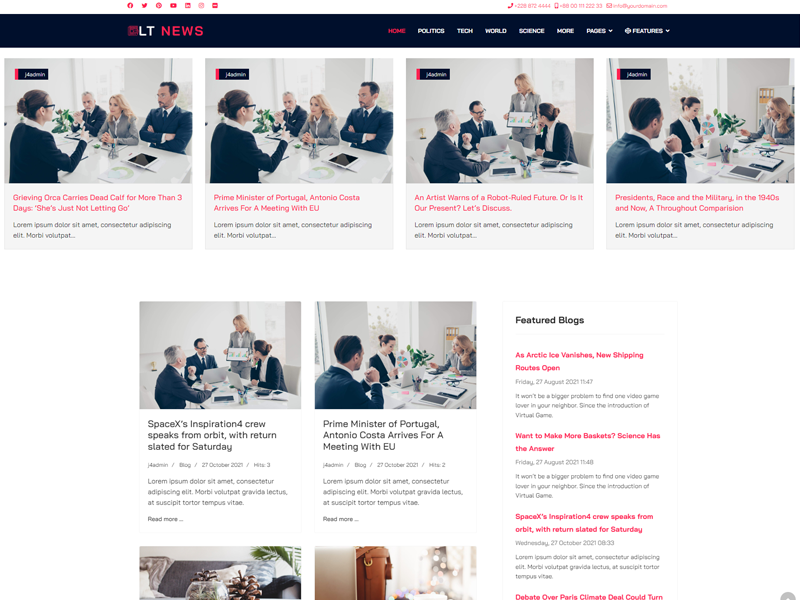 +228 872 4444 +89 00 111 222 33 info@yourdomain.com
LT NEWS
HOME POLITICS TECH WORLD SCIENCE MORE PAGES FEATURES
j4admin j4admin j4admin j4admin
Grieving Orca Carries Dead Calf for More Than 3
Days: ‘She’s Just Not Letting Go’
Lorem ipsum dolor sit amet, consectetur adipiscing
elit. Morbi volutpat...
Prime Minister of Portugal, Antonio Costa
Arrives For A Meeting With EU
Lorem ipsum dolor sit amet, consectetur adipiscing
elit. Morbi volutpat...
An Artist Warns of a Robot-Ruled Future. Or Is It
Our Present? Let’s Discuss.
Lorem ipsum dolor sit amet, consectetur adipiscing
elit. Morbi volutpat...
Presidents, Race and the Military, in the 1940s
and Now, A Throughout Comparision
Lorem ipsum dolor sit amet, consectetur adipiscing
elit. Morbi volutpat...
SpaceX’s Inspiration4 crew
speaks from orbit, with return
slated for Saturday
j4admin / Blog / 27 October 2021 / Hits: 3
Lorem ipsum dolor sit amet, consectetur
adipiscing elit. Morbi volutpat gravida lectus,
at suscipit tortor tempus vitae.
Read more ...
Prime Minister of Portugal,
Antonio Costa Arrives For A
Meeting With EU
j4admin / Blog / 27 October 2021 / Hits: 2
Lorem ipsum dolor sit amet, consectetur
adipiscing elit. Morbi volutpat gravida lectus,
at suscipit tortor tempus vitae.
Read more ...
Featured Blogs
As Arctic Ice Vanishes, New Shipping
Routes Open
Friday, 27 August 2021 11:47
It won’t be a bigger problem to find one video game
lover in your neighbor. Since the introduction of
Virtual Game.
Want to Make More Baskets? Science Has
the Answer
Friday, 27 August 2021 11:48
It won’t be a bigger problem to find one video game
lover in your neighbor. Since the introduction of
Virtual Game.
SpaceX’s Inspiration4 crew speaks from
orbit, with return slated for Saturday
Wednesday, 27 October 2021 08:33
Lorem ipsum dolor sit amet, consectetur adipiscing
elit. Morbi volutpat gravida lectus, at suscipit tortor
tempus vitae.
Debate Over Paris Climate Deal Could Turn